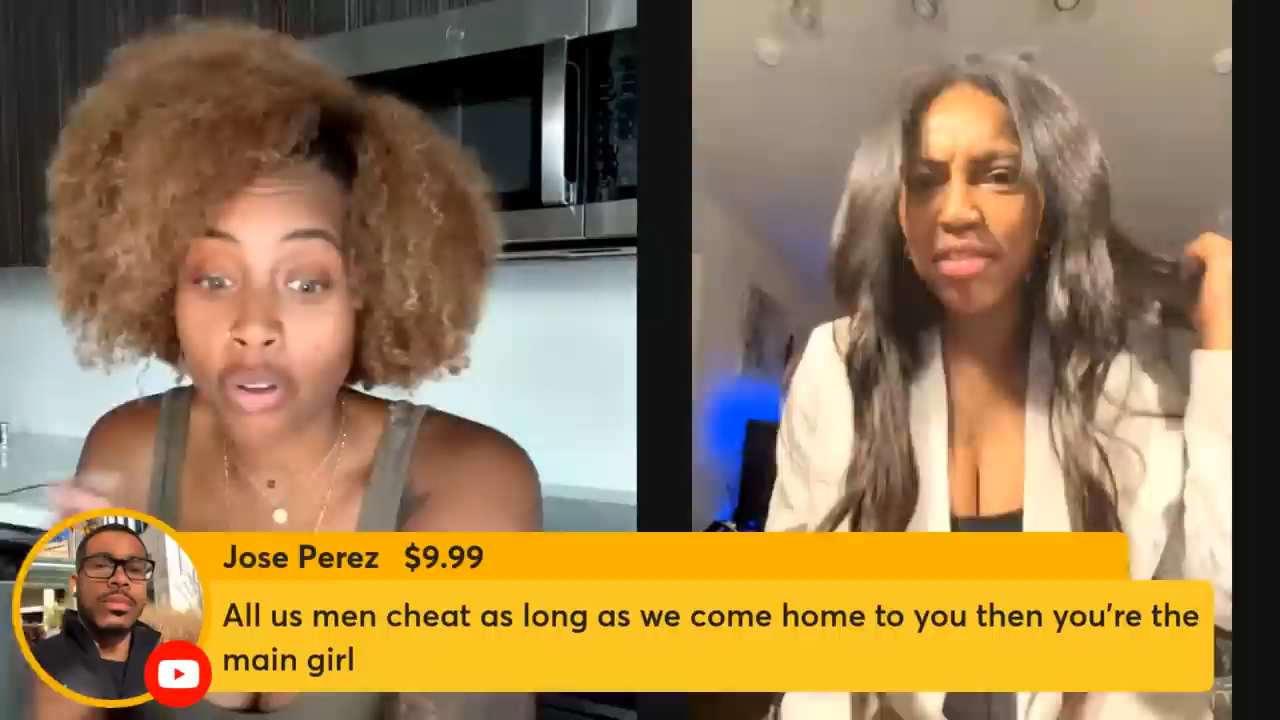 Jose Perez $9.99
All us men cheat as long as we come home to you then you're the
main girl